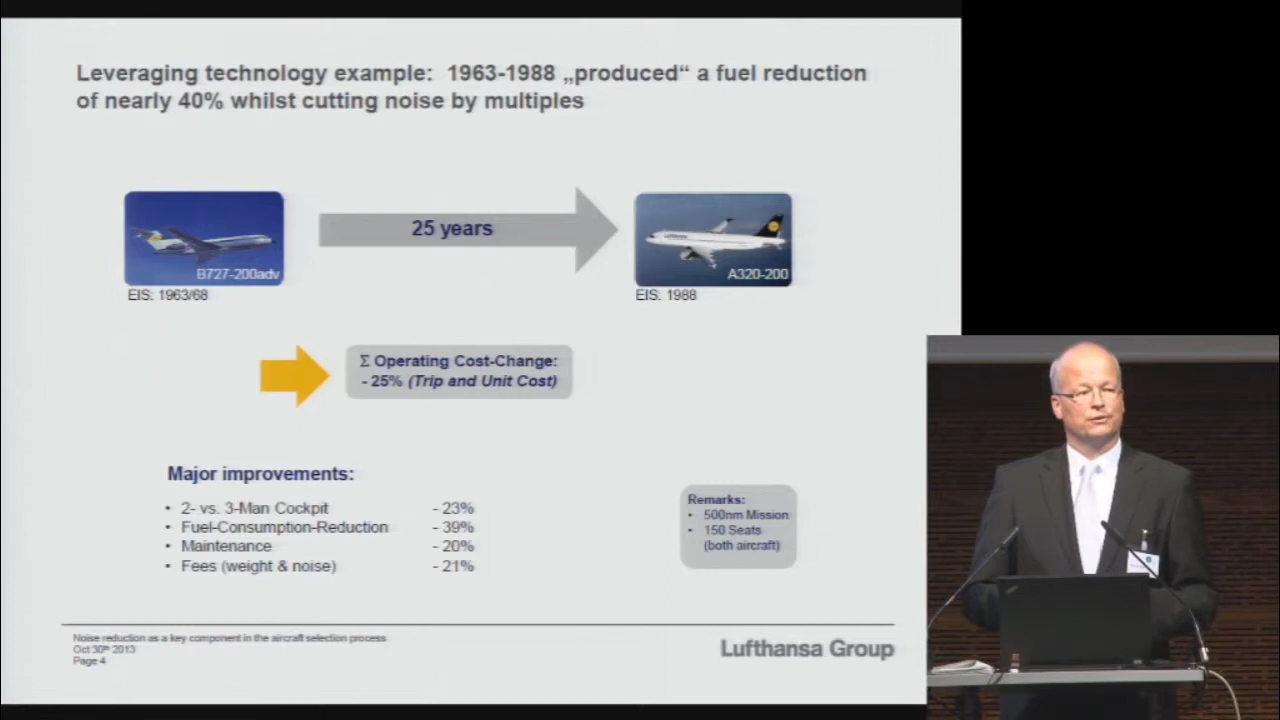 Leveraging technology example: 1963-1988 „produced“ a fuel reduction
of nearly 40% whilst cutting noise by multiples
25 years
B727-200adv
A320-200
EIS: 1963/68
EIS: 1988
Σ Operating Cost-Change:
- 25% (Trip and Unit Cost)
Major improvements:
• 2- vs. 3-Man Cockpit - 23%
• Fuel-Consumption-Reduction - 39%
• Maintenance - 20%
• Fees (weight & noise) - 21%
Remarks:
• 500nm Mission
• 150 Seats
(both aircraft)
Noise reduction as a key component in the aircraft selection process
Oct 30th 2013
Page 4
Lufthansa Group